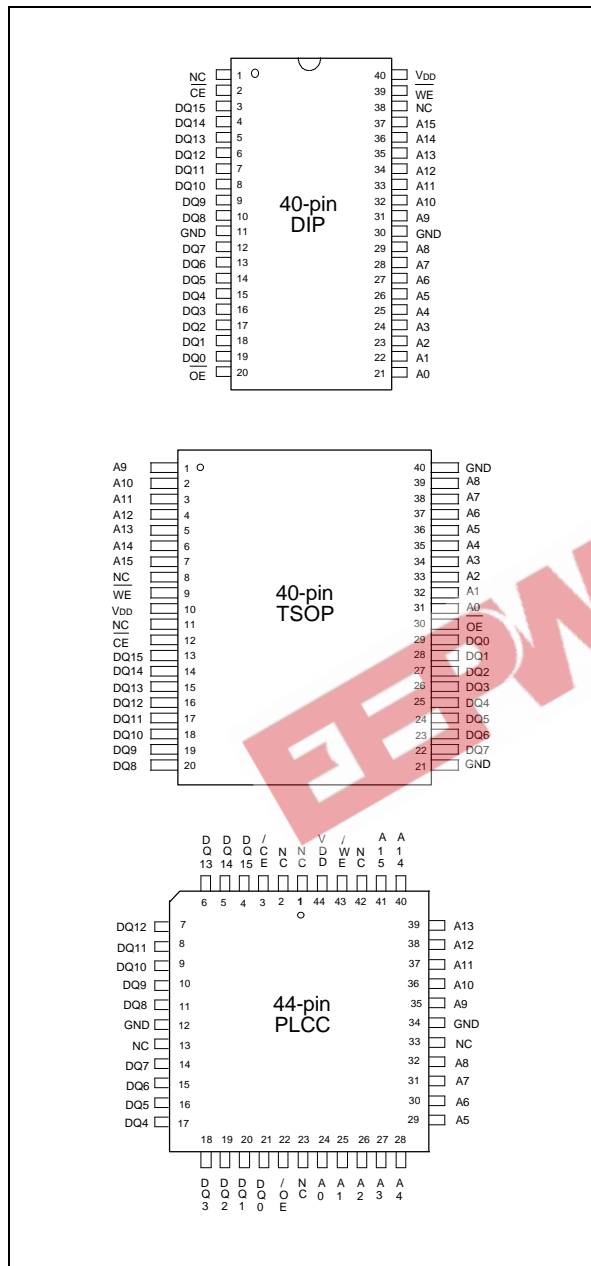 NC 1 40 VDD
CE 2 39 WE
DQ15 3 38 NC
DQ14 4 37 A15
DQ13 5 36 A14
DQ12 6 35 A13
DQ11 7 34 A12
DQ10 8 33 A11
DQ9 9 32 A10
DQ8 10 31 A9
GND 11 30 GND
DQ7 12 29 A8
DQ6 13 28 A7
DQ5 14 27 A6
DQ4 15 26 A5
DQ3 16 25 A4
DQ2 17 24 A3
DQ1 18 23 A2
DQ0 19 22 A1
OE 20 21 A0
40-pin
DIP
A9 1 40 GND
A10 2 39 A8
A11 3 38 A7
A12 4 37 A6
A13 5 36 A5
A14 6 35 A4
A15 7 34 A3
NC 8 33 A2
WE 9 32 A1
VDD 10 31 A0
NC 11 30 OE
CE 12 29 DQ0
DQ15 13 28 DQ1
DQ14 14 27 DQ2
DQ13 15 26 DQ3
DQ12 16 25 DQ4
DQ11 17 24 DQ5
DQ10 18 23 DQ6
DQ9 19 22 DQ7
DQ8 20 21 GND
40-pin
TSOP
EEPW
DQ13 DQ14 DQ15 /CE NC NC VDD /WE NC A15 A14
6 5 4 3 2 1 44 43 42 41 40
DQ12 7 39 A13
DQ11 8 38 A12
DQ10 9 37 A11
DQ9 10 36 A10
DQ8 11 35 A9
GND 12 34 GND
NC 13 33 NC
DQ7 14 32 A8
DQ6 15 31 A7
DQ5 16 30 A6
DQ4 17 29 A5
44-pin
PLCC
18 19 20 21 22 23 24 25 26 27 28
DQ3 DQ2 DQ1 DQ0 /OE NC A0 A1 A2 A3 A4